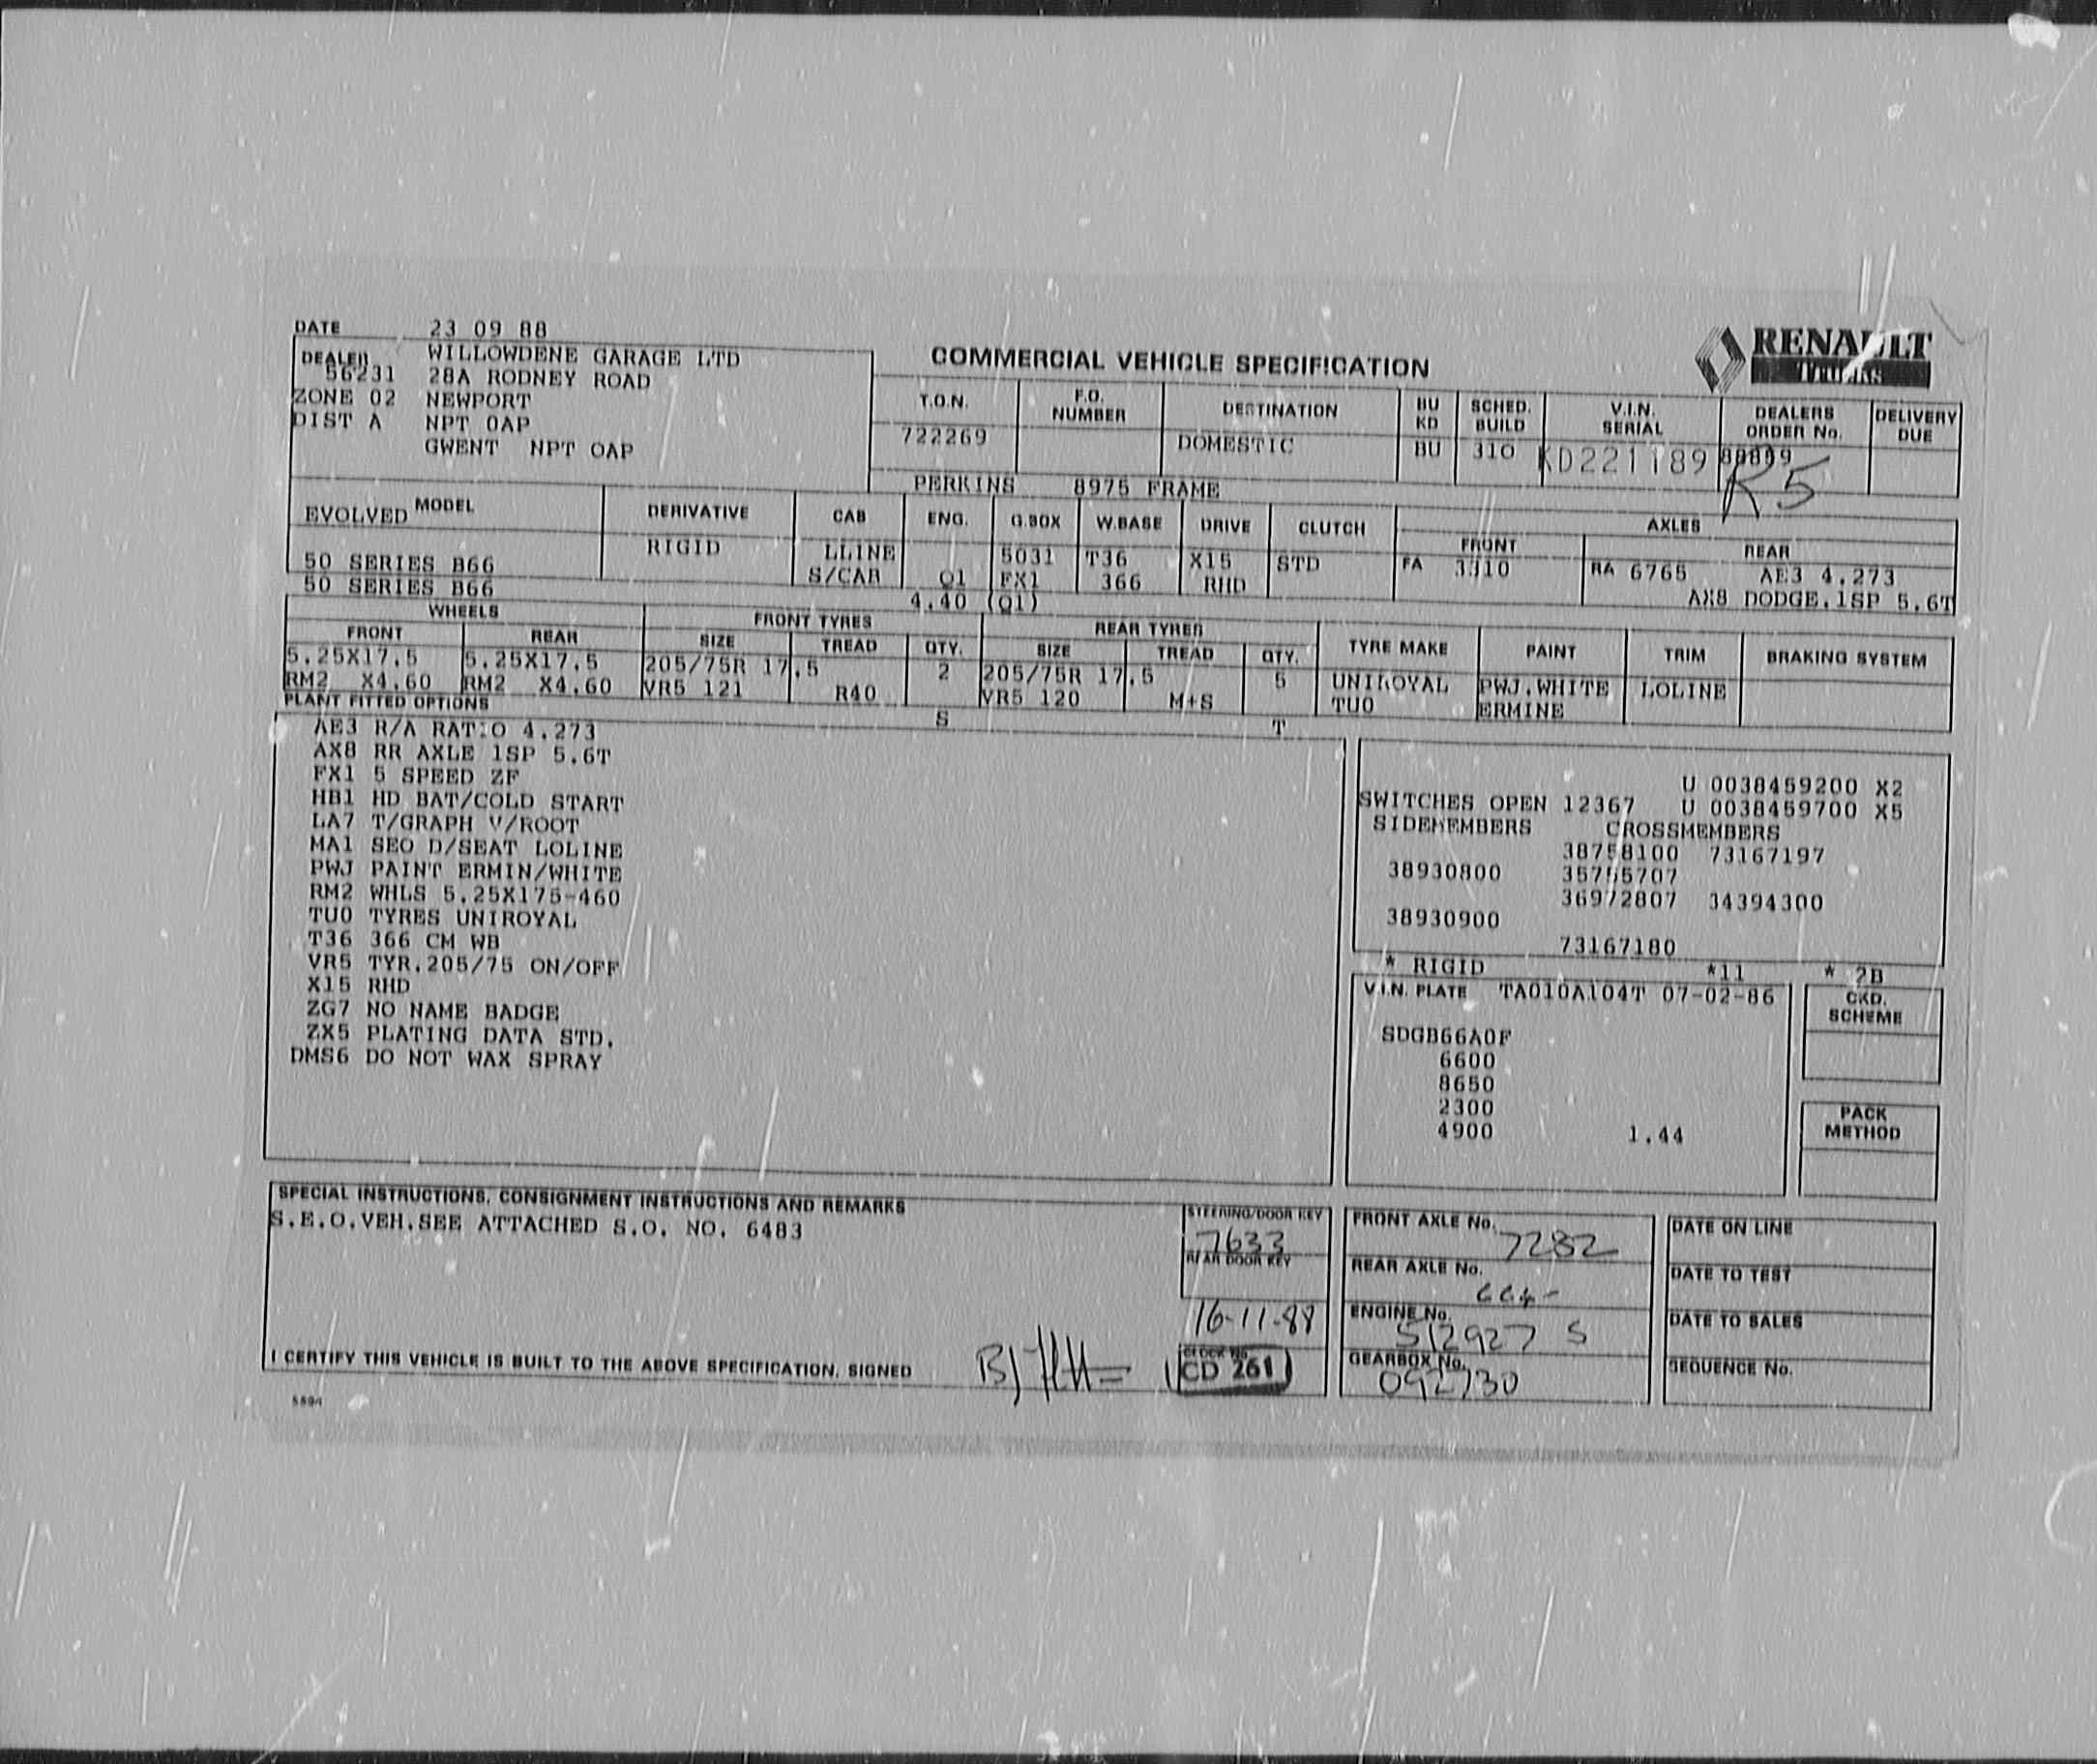 DATE 23 09 88
DEALER WILLOWDENE GARAGE LTD
56231 28A RODNEY ROAD
ZONE 02 NEWPORT
DIST A NPT OAP
GWENT NPT OAP
COMMERCIAL VEHICLE SPECIFICATION
RENAULT
TRUCKS
T.O.N. F.O. NUMBER DESTINATION BU KD SCHED. BUILD V.I.N. SERIAL DEALERS ORDER No. DELIVERY DUE
722269 DOMESTIC BU 310 KD221189 88899
R5
PERKINS 8975 FRAME
EVOLVED MODEL DERIVATIVE CAB ENG. G.BOX W.BASE DRIVE CLUTCH AXLES
FRONT REAR
50 SERIES B66 RIGID LLINE 5031 T36 X15 STD FA 3310 RA 6765 AE3 4.273
50 SERIES B66 S/CAB Q1 FX1 366 RHD AX8 DODGE.1SP 5.6T
4.40 (Q1)
WHEELS FRONT TYRES REAR TYRES
FRONT REAR SIZE TREAD QTY. SIZE TREAD QTY. TYRE MAKE PAINT TRIM BRAKING SYSTEM
5.25X17.5 5.25X17.5 205/75R 17.5 2 205/75R 17.5 5 UNIROYAL PWJ.WHITE LOLINE
RM2 X4.60 RM2 X4.60 VR5 121 R40 VR5 120 M+S TUO ERMINE
PLANT FITTED OPTIONS S T
AE3 R/A RATIO 4.273
AX8 RR AXLE 1SP 5.6T
FX1 5 SPEED ZF
HB1 HD BAT/COLD START
LA7 T/GRAPH V/ROOT
MA1 SEO D/SEAT LOLINE
PWJ PAINT ERMIN/WHITE
RM2 WHLS 5.25X175-460
TUO TYRES UNIROYAL
T36 366 CM WB
VR5 TYR.205/75 ON/OFF
X15 RHD
ZG7 NO NAME BADGE
ZX5 PLATING DATA STD.
DMS6 DO NOT WAX SPRAY
U 0038459200 X2
SWITCHES OPEN 12367 U 0038459700 X5
SIDEMEMBERS CROSSMEMBERS
38758100 73167197
38930800 35755707
36972807 34394300
38930900
73167180
* RIGID *11 * 2B
V.I.N. PLATE TA010A104T 07-02-86
CKD. SCHEME
SDGB66A0F
6600
8650
2300
4900 1.44
PACK METHOD
SPECIAL INSTRUCTIONS, CONSIGNMENT INSTRUCTIONS AND REMARKS
S.E.O.VEH.SEE ATTACHED S.O. NO. 6483
STEERING/DOOR KEY
7633
REAR DOOR KEY
16-11-88
CLOCK No.
CD 261
FRONT AXLE No. 7282
REAR AXLE No.
ENGINE No.
512927 S
GEARBOX No.
092730
DATE ON LINE
DATE TO TEST
DATE TO SALES
SEQUENCE No.
I CERTIFY THIS VEHICLE IS BUILT TO THE ABOVE SPECIFICATION. SIGNED